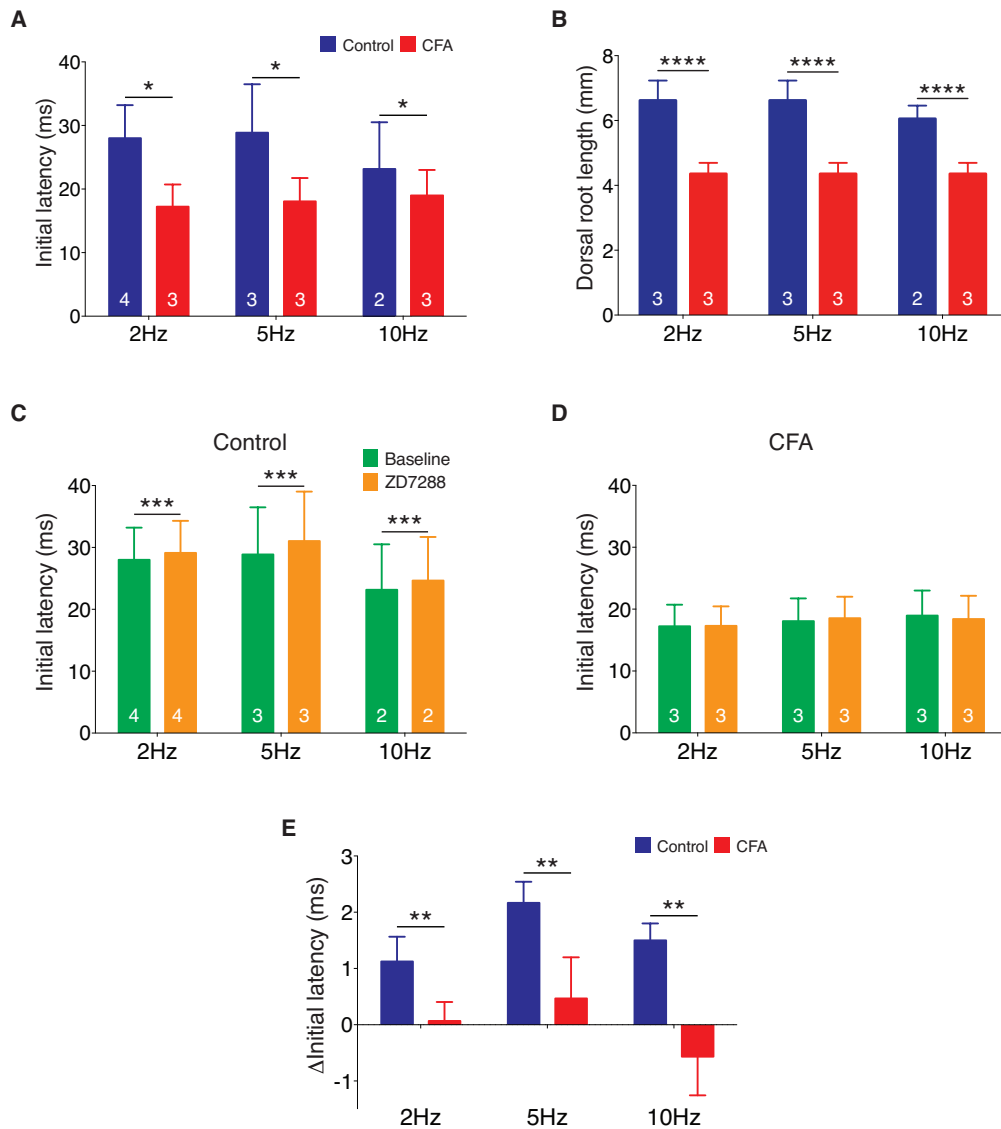 A
Control CFA
Initial latency (ms)
40
30
20
10
0
* * *
4 3 3 3 2 3
2Hz 5Hz 10Hz
B
Dorsal root length (mm)
8
6
4
2
0
**** **** ****
3 3 3 3 2 3
2Hz 5Hz 10Hz
C
Control
Baseline
ZD7288
Initial latency (ms)
40
30
20
10
0
*** *** ***
4 4 3 3 2 2
2Hz 5Hz 10Hz
D
CFA
Initial latency (ms)
40
30
20
10
0
3 3 3 3 3 3
2Hz 5Hz 10Hz
E
Control CFA
ΔInitial latency (ms)
3
2
1
0
-1
** ** **
2Hz 5Hz 10Hz